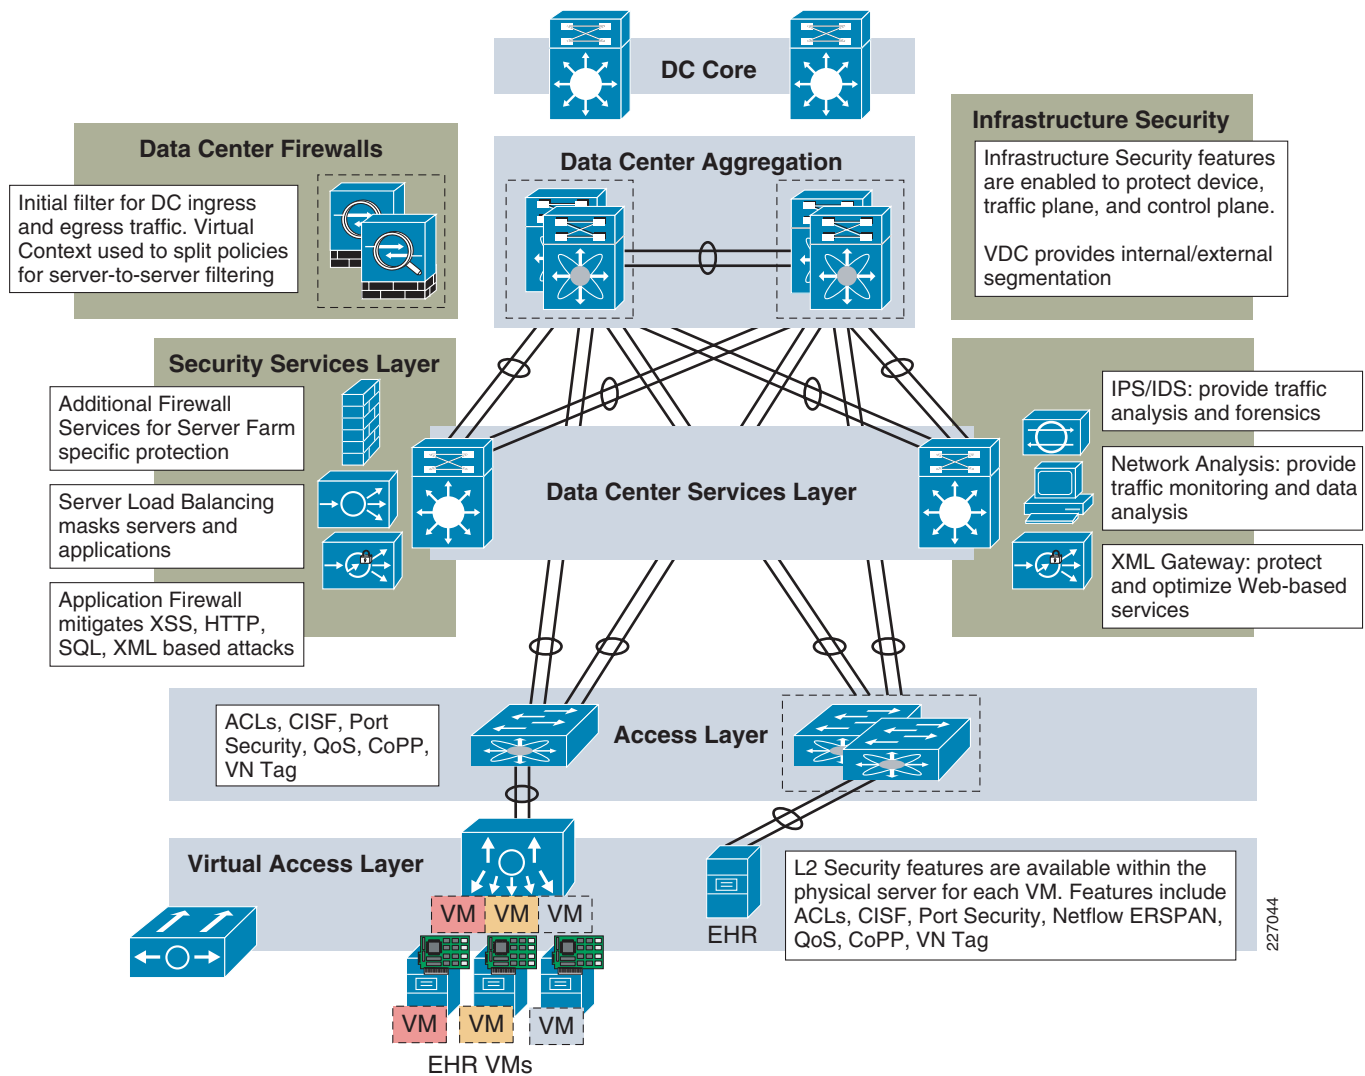 DC Core
Data Center Firewalls
Initial filter for DC ingress
and egress traffic. Virtual
Context used to split policies
for server-to-server filtering
Data Center Aggregation
Infrastructure Security
Infrastructure Security features
are enabled to protect device,
traffic plane, and control plane.
VDC provides internal/external
segmentation
Security Services Layer
Additional Firewall
Services for Server Farm
specific protection
Server Load Balancing
masks servers and
applications
Application Firewall
mitigates XSS, HTTP,
SQL, XML based attacks
Data Center Services Layer
IPS/IDS: provide traffic
analysis and forensics
Network Analysis: provide
traffic monitoring and data
analysis
XML Gateway: protect
and optimize Web-based
services
ACLs, CISF, Port
Security, QoS, CoPP,
VN Tag
Access Layer
Virtual Access Layer
VM
VM
VM
VM
VM
VM
EHR VMs
EHR
L2 Security features are available within the
physical server for each VM. Features include
ACLs, CISF, Port Security, Netflow ERSPAN,
QoS, CoPP, VN Tag
227044